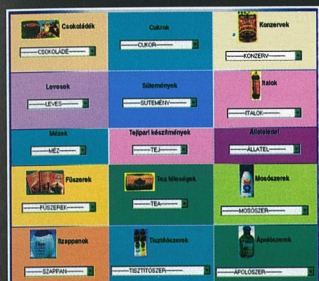 Csokoládék
Cukrok
Konzervek
---CSOKOLÁDÉ---
---CUKOR---
---KONZERV---
Levesek
Sütemények
Italok
---LEVES---
---SÜTEMÉNY---
---ITALOK---
Mézek
Tejipari készítmények
Állateledel
---MÉZ---
---TEJ---
---ÁLLATEL---
Fűszerek
Tea féleségek
Mosószerek
---FŰSZEREK---
---TEA---
---MOSÓSZER---
Szappanok
Tisztítószerek
Ápolószerek
---SZAPPAN---
---TISZTÍTÓSZER---
---ÁPOLÓSZER---